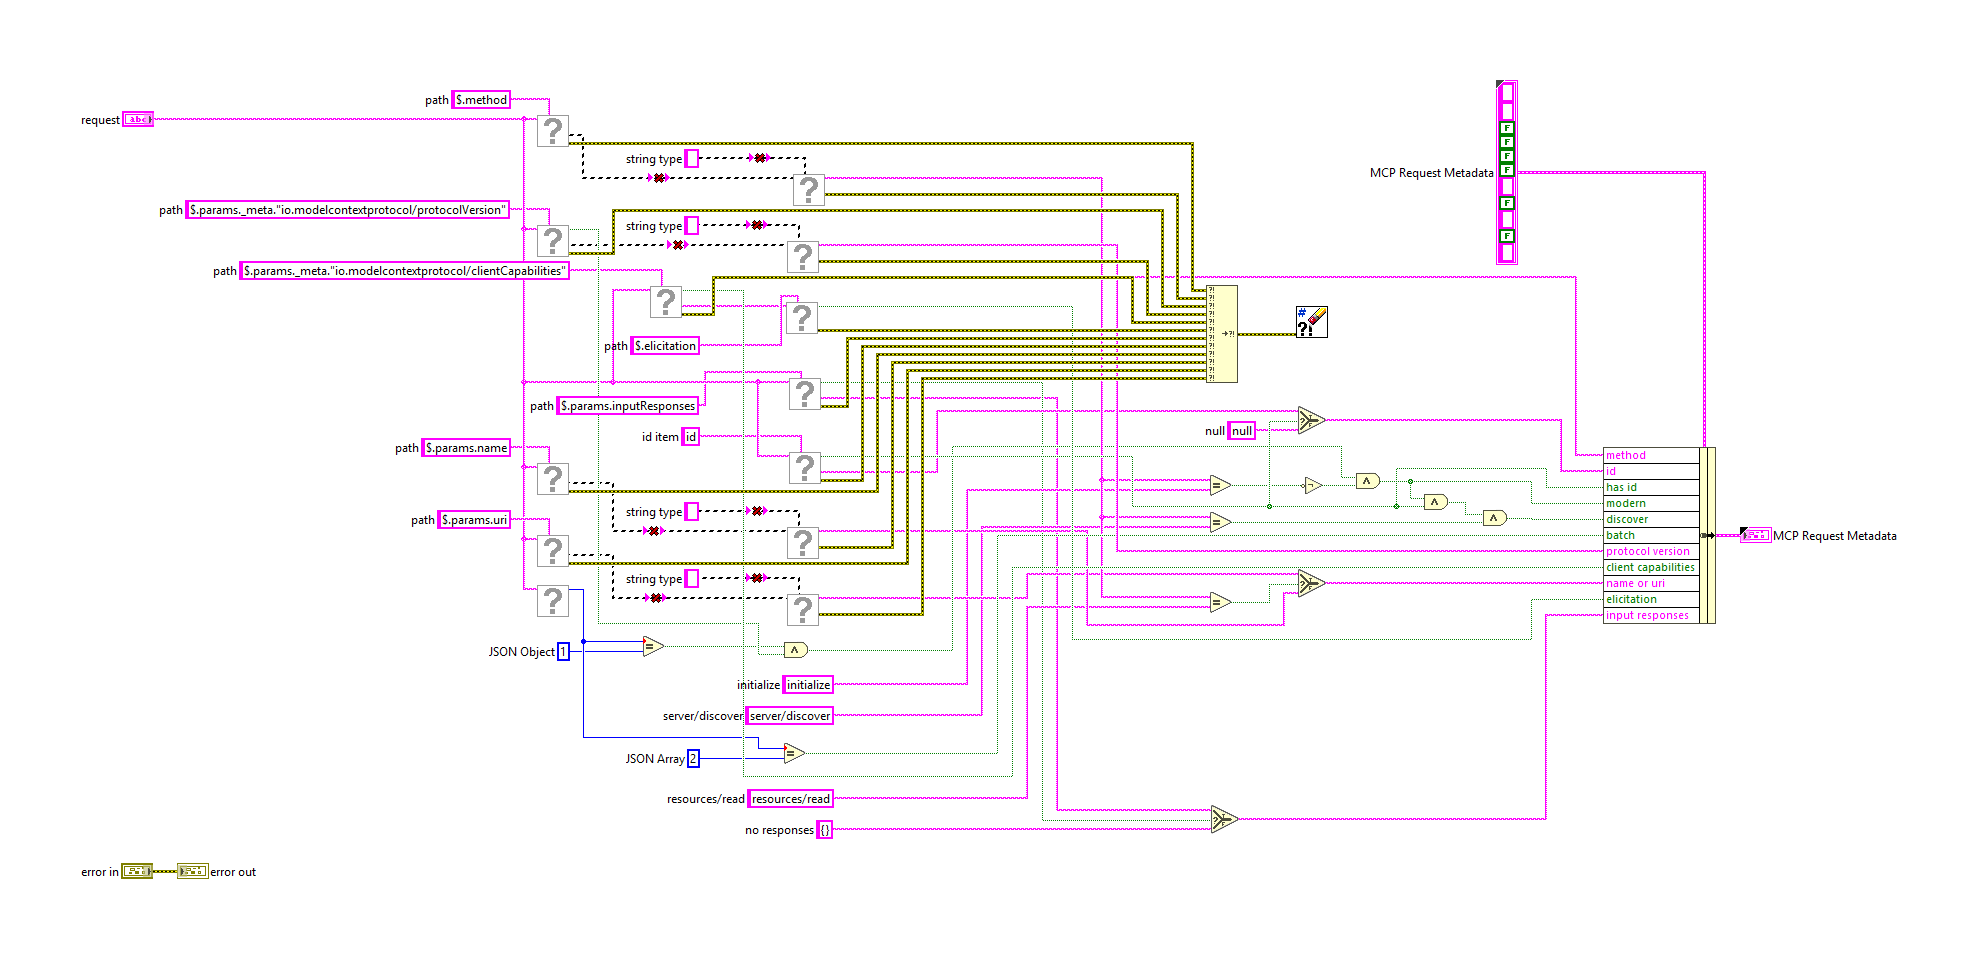 path $.method
request abc
string type
MCP Request Metadata
F
F
F
F
F
F
path $.params._meta."io.modelcontextprotocol/protocolVersion"
string type
path $.params._meta."io.modelcontextprotocol/clientCapabilities"
path $.elicitation
path $.params.inputResponses
id item id
null null
path $.params.name
string type
path $.params.uri
string type
method
id
has id
modern
discover
batch
protocol version
client capabilities
name or uri
elicitation
input responses
MCP Request Metadata
JSON Object 1
initialize initialize
server/discover server/discover
JSON Array 2
resources/read resources/read
no responses {}
error in
error out